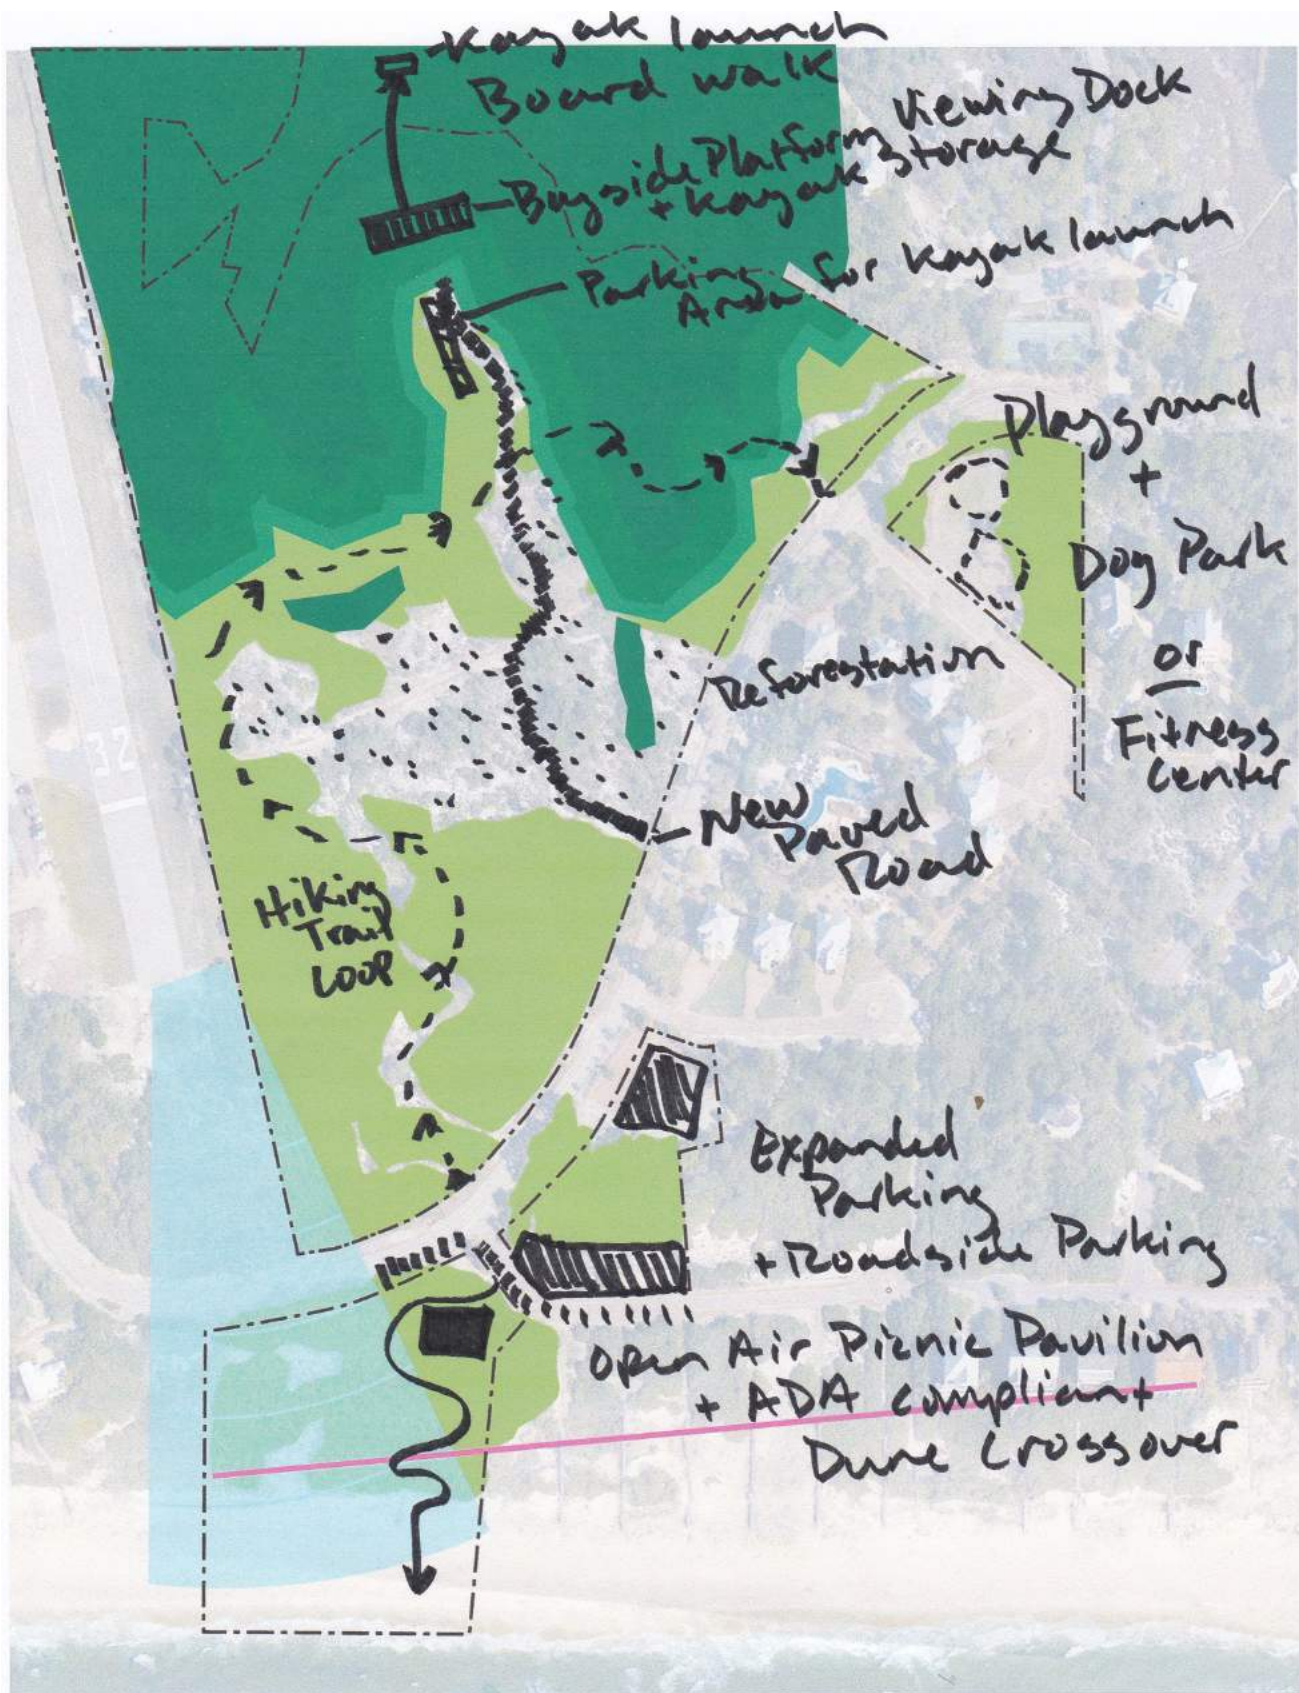 Kayak launch
Board walk
Viewing Dock
Bayside Platform
+ Kayak Storage
Parking
Area for Kayak launch
Playground
+
Dog Park
or
Fitness
Center
Reforestation
32
New
Paved
Road
Hiking
Trail
LOOP
Expanded
Parking
+ Roadside Parking
Open Air Picnic Pavilion
+ ADA compliant
Dune Crossover